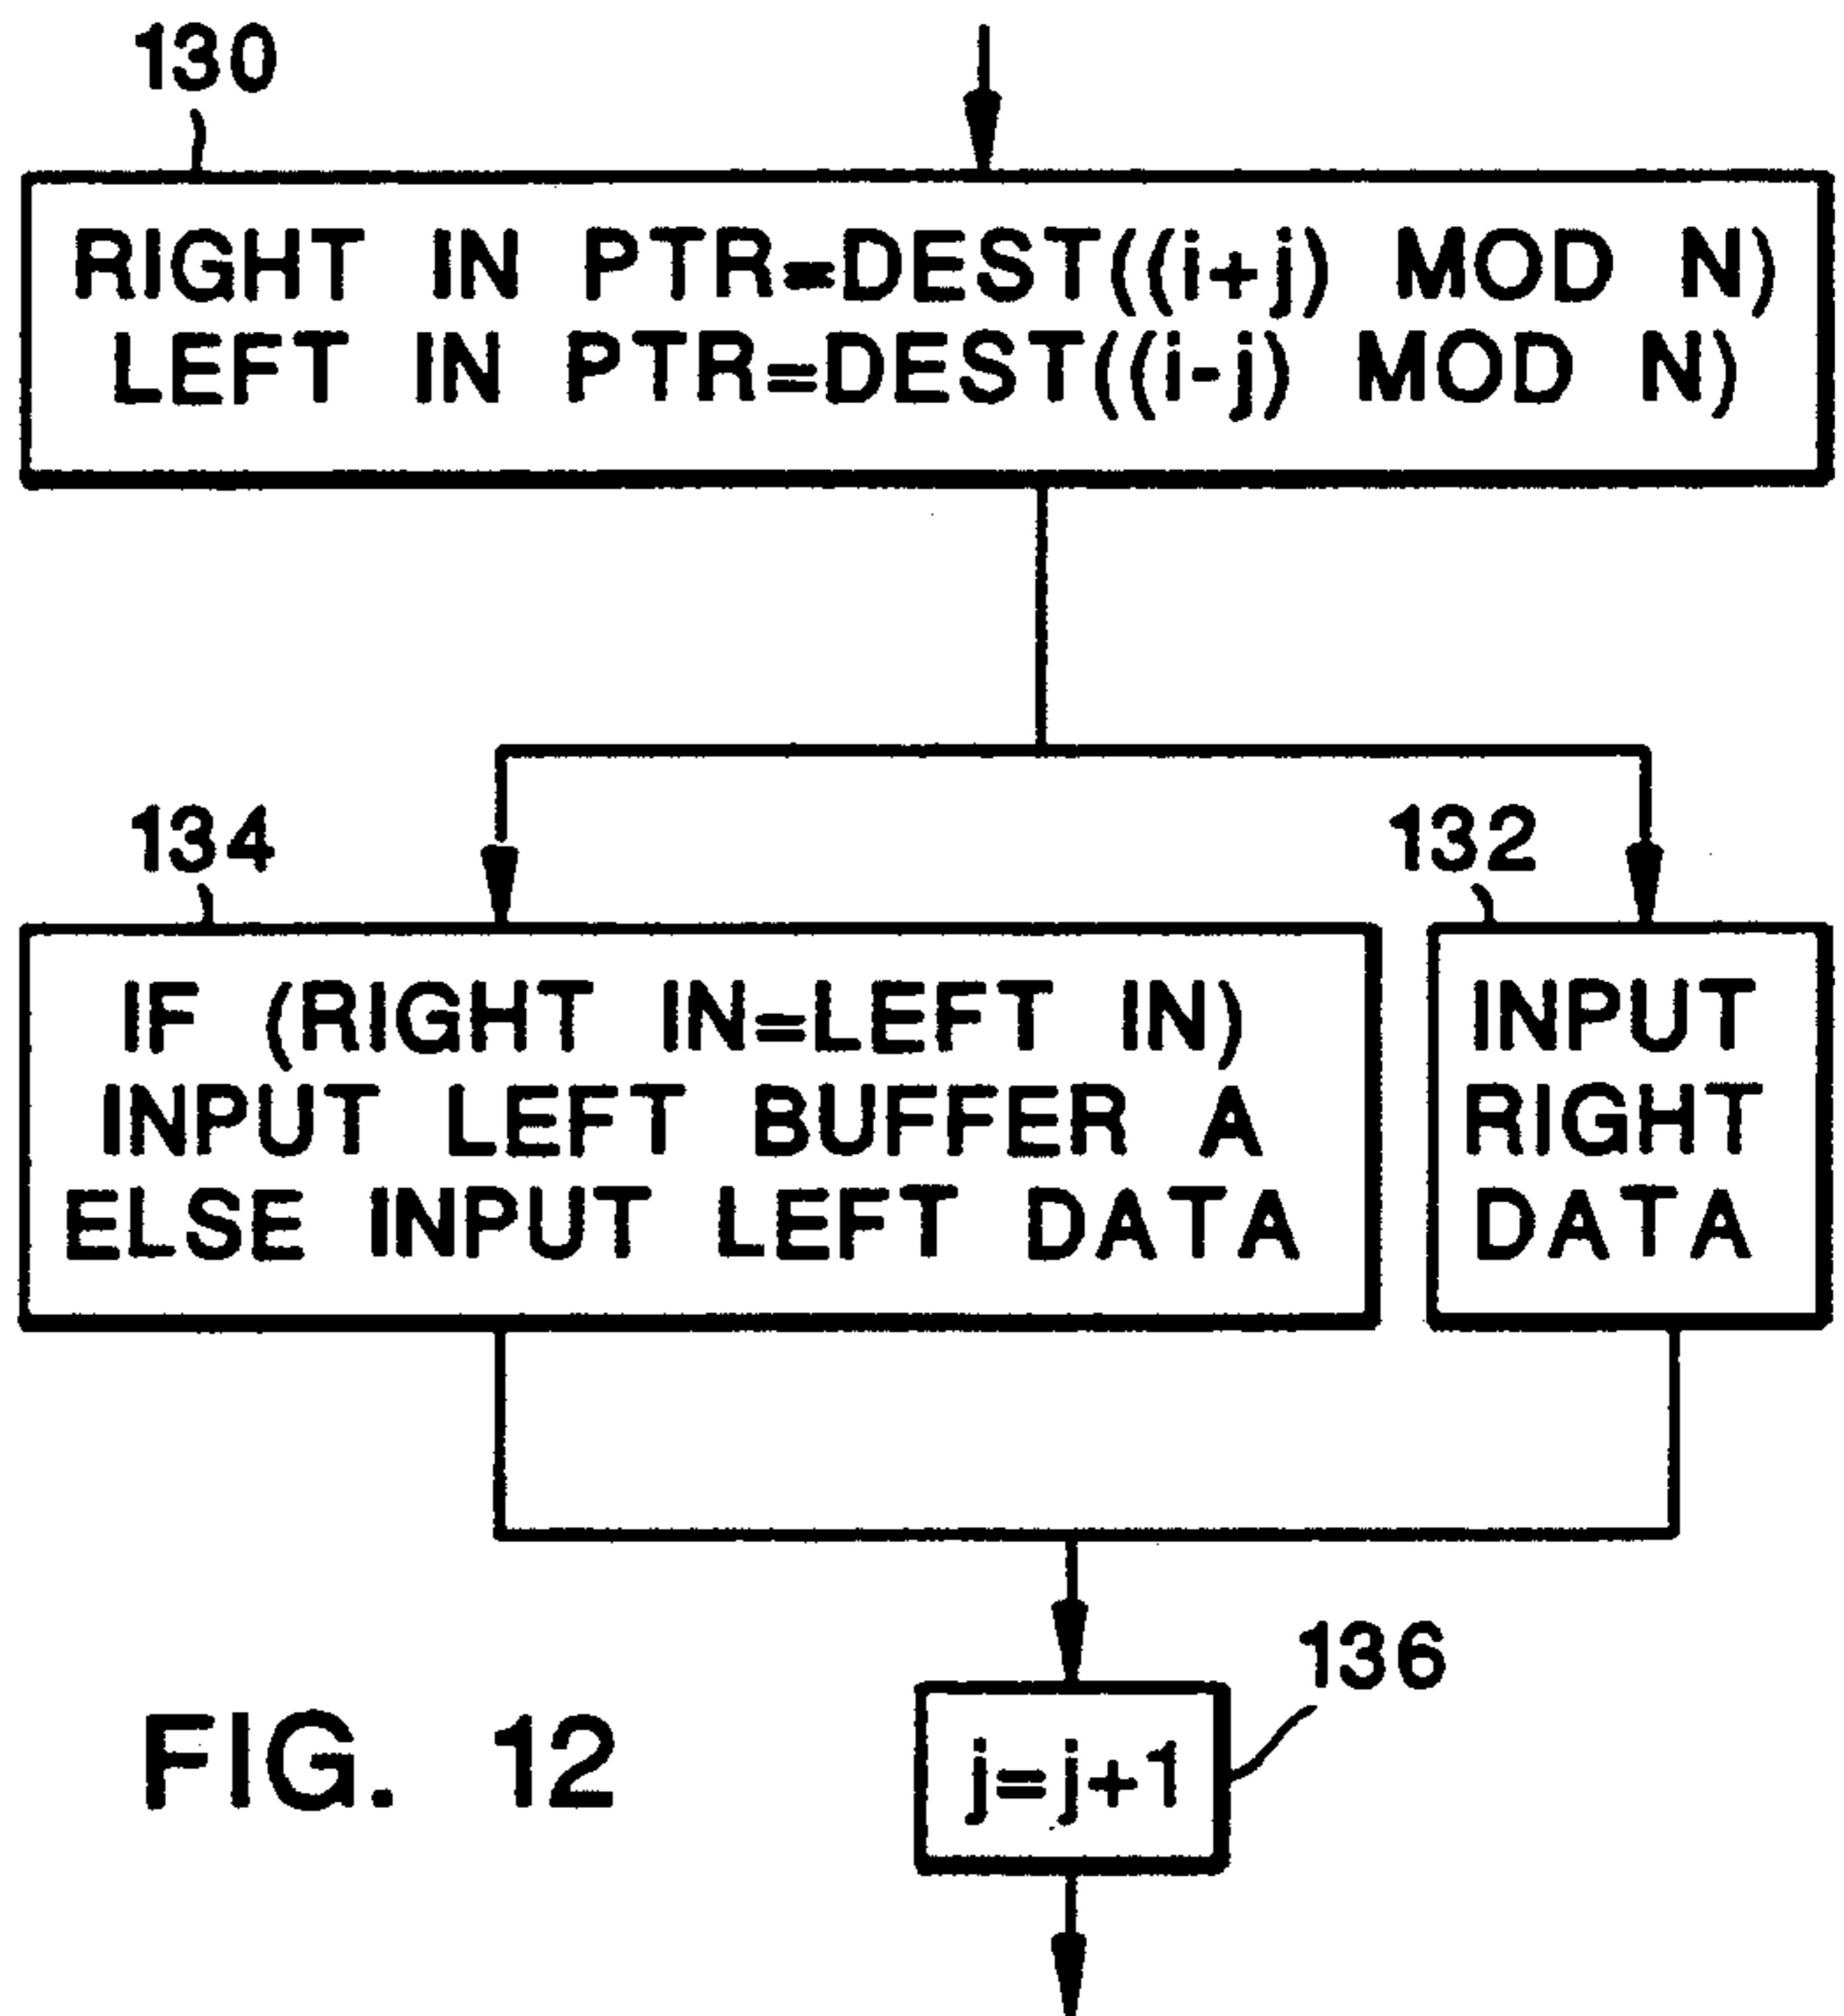 130
RIGHT IN PTR=DEST((i+j) MOD N)
LEFT IN PTR=DEST((i-j) MOD N)
134
IF (RIGHT IN=LEFT IN)
INPUT LEFT BUFFER A
ELSE INPUT LEFT DATA
132
INPUT
RIGHT
DATA
136
j=j+1
FIG. 12